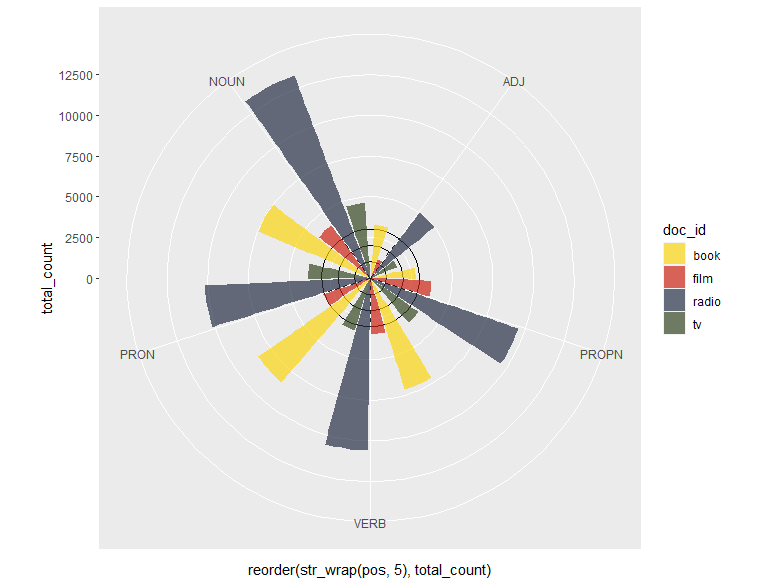 NOUN
ADJ
12500
10000
7500
5000
2500
0
total_count
PRON
PROPN
VERB
reorder(str_wrap(pos, 5), total_count)
doc_id
book
film
radio
tv